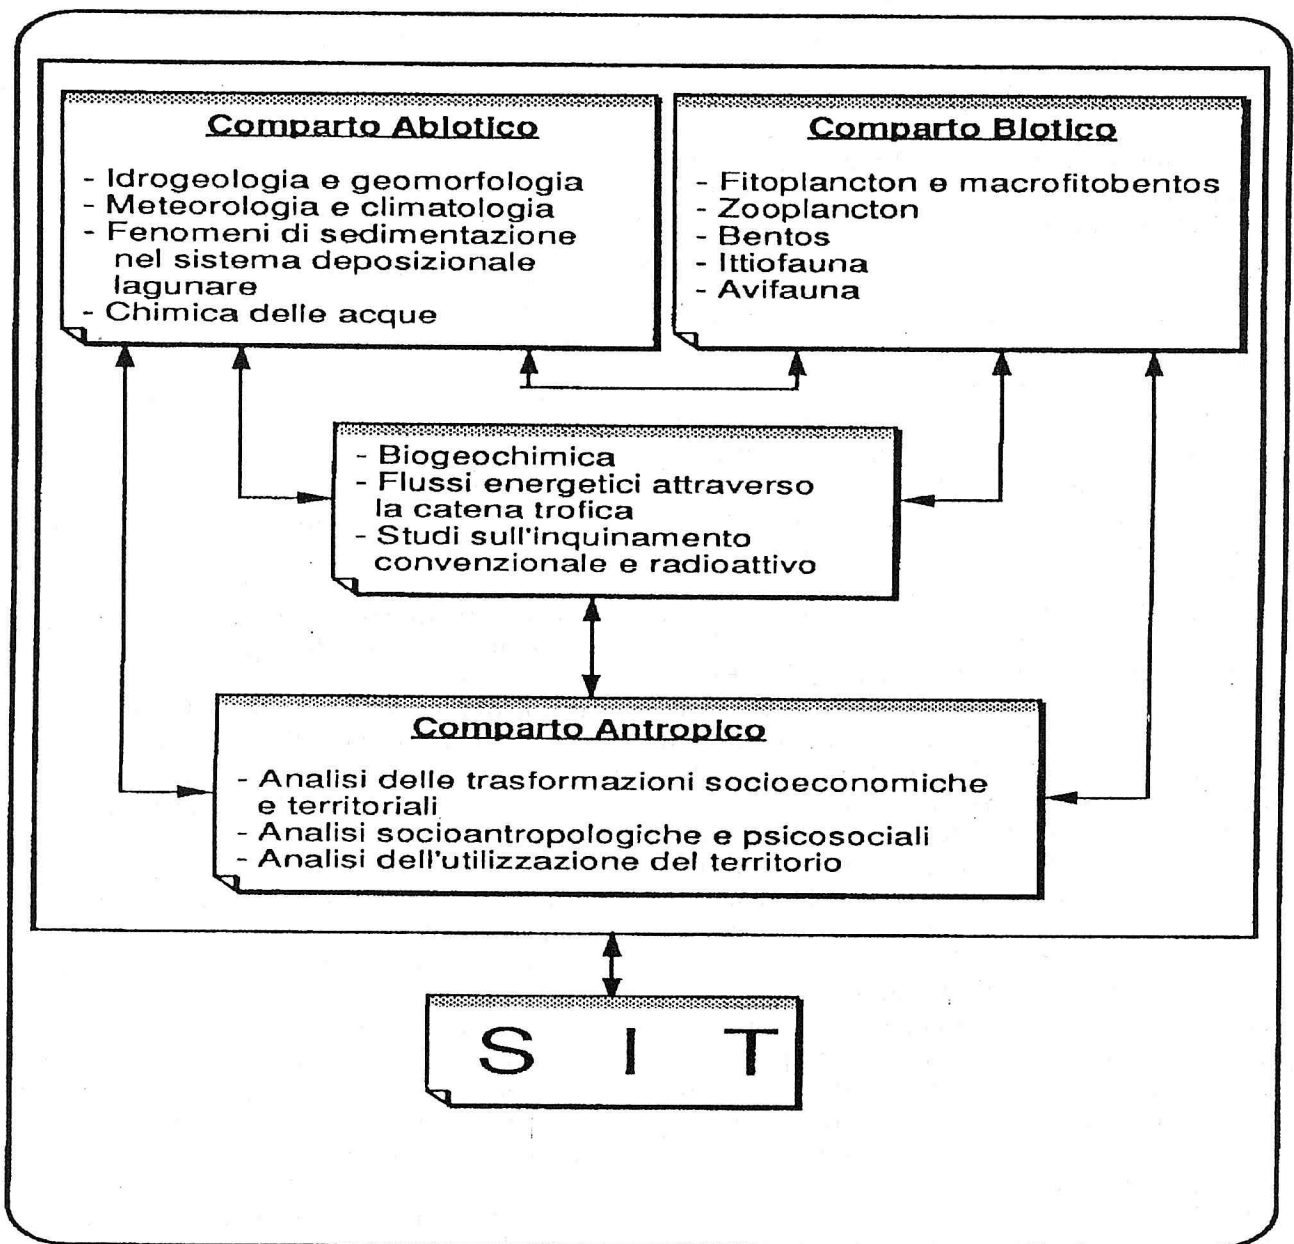 Comparto Abiotico
- Idrogeologia e geomorfologia
- Meteorologia e climatologia
- Fenomeni di sedimentazione
nel sistema deposizionale
lagunare
- Chimica delle acque
Comparto Biotico
- Fitoplancton e macrofitobentos
- Zooplancton
- Bentos
- Ittiofauna
- Avifauna
- Biogeochimica
- Flussi energetici attraverso
la catena trofica
- Studi sull'inquinamento
convenzionale e radioattivo
Comparto Antropico
- Analisi delle trasformazioni socioeconomiche
e territoriali
- Analisi socioantropologiche e psicosociali
- Analisi dell'utilizzazione del territorio
S I T